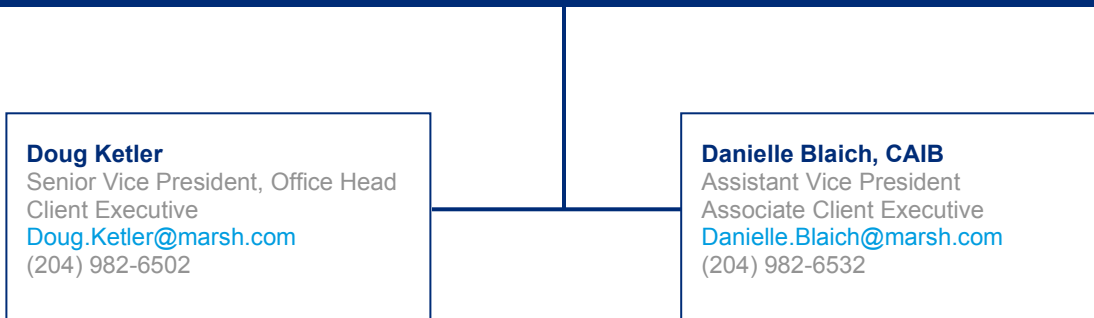 Doug Ketler
Senior Vice President, Office Head
Client Executive
Doug.Ketler@marsh.com
(204) 982-6502
Danielle Blaich, CAIB
Assistant Vice President
Associate Client Executive
Danielle.Blaich@marsh.com
(204) 982-6532